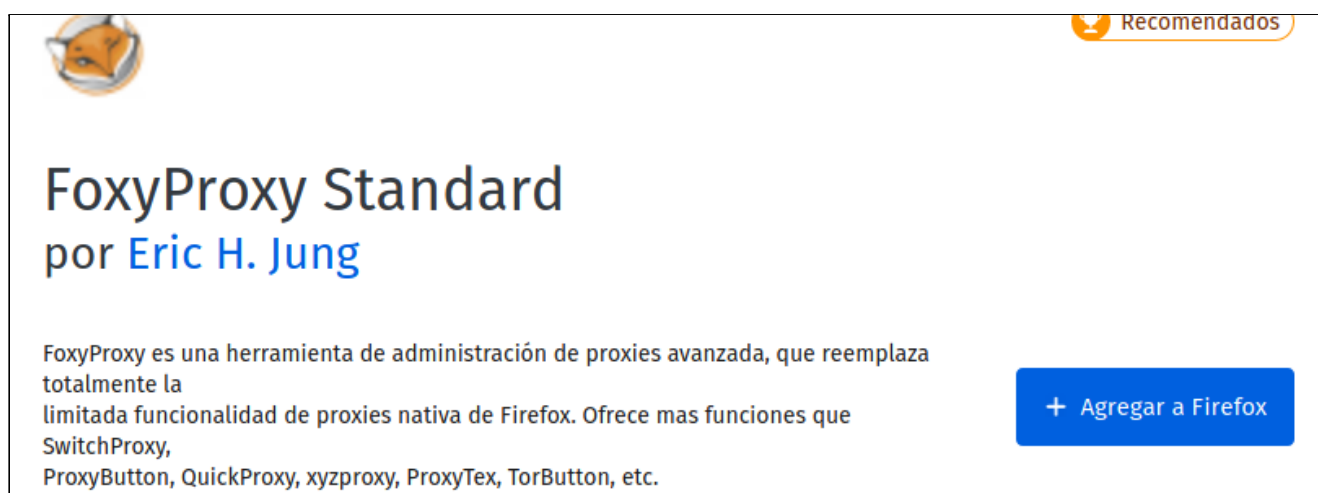 Recomendados
FoxyProxy Standard
por Eric H. Jung
FoxyProxy es una herramienta de administración de proxies avanzada, que reemplaza
totalmente la
limitada funcionalidad de proxies nativa de Firefox. Ofrece mas funciones que
SwitchProxy,
ProxyButton, QuickProxy, xyzproxy, ProxyTex, TorButton, etc.
+ Agregar a Firefox